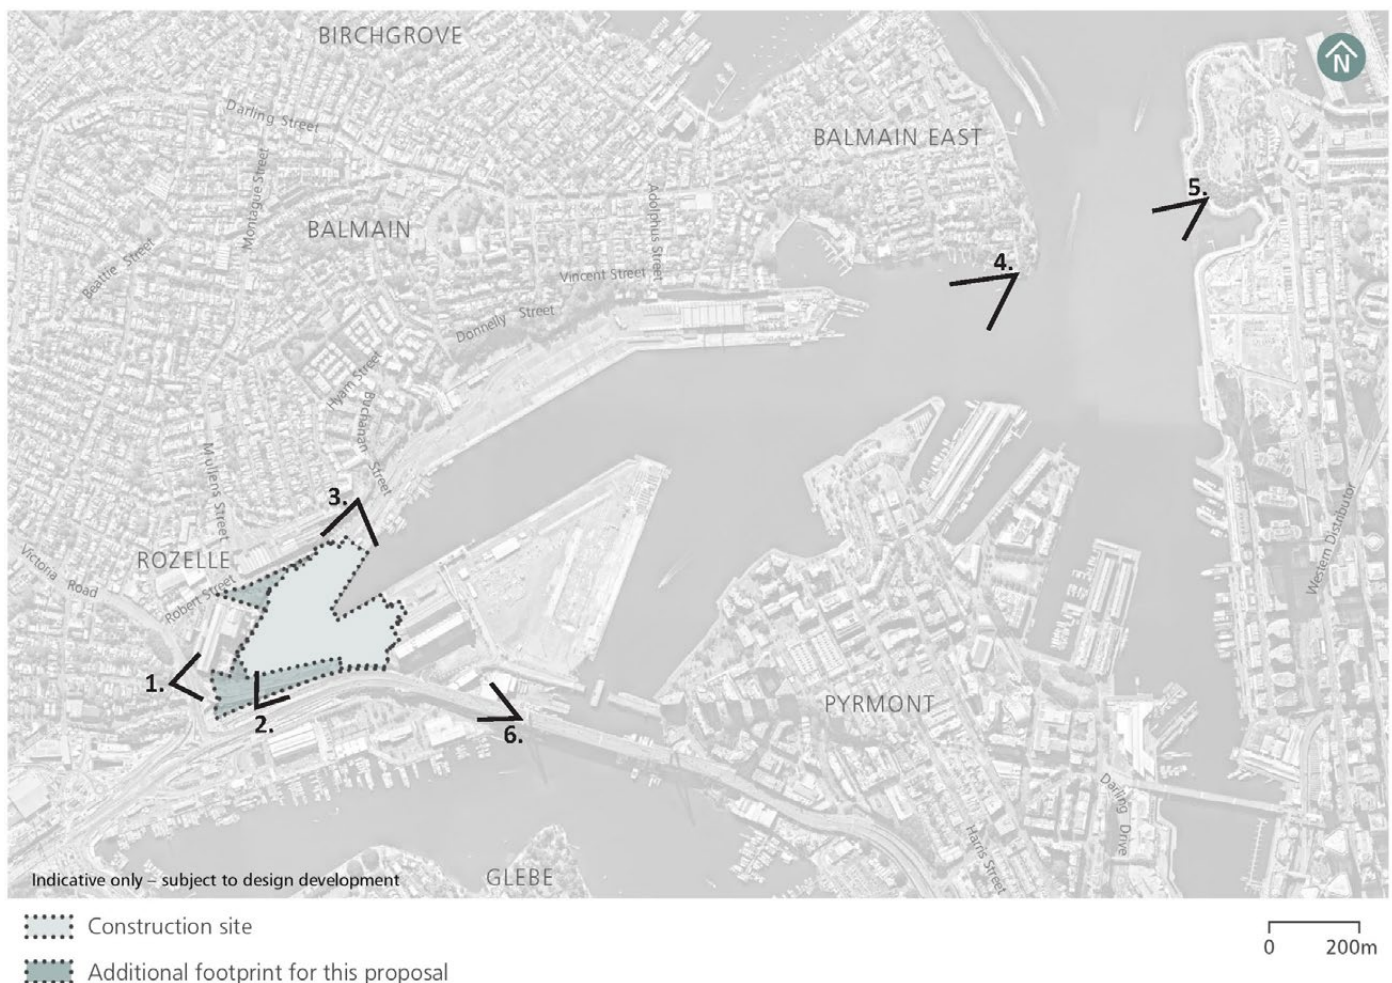 BIRCHGROVE
N
Darling Street
BALMAIN EAST
Montague Street
Adolphus Street
5.
BALMAIN
Beattie Street
4.
Vincent Street
Donnelly Street
Hyam Street
Buchanan Street
Mullens Street
3.
Western Distributor
ROZELLE
Victoria Road
Robert Street
1.
2.
6.
PYRMONT
Darling Drive
Harris Street
GLEBE
Indicative only – subject to design development
Construction site
0 200m
Additional footprint for this proposal